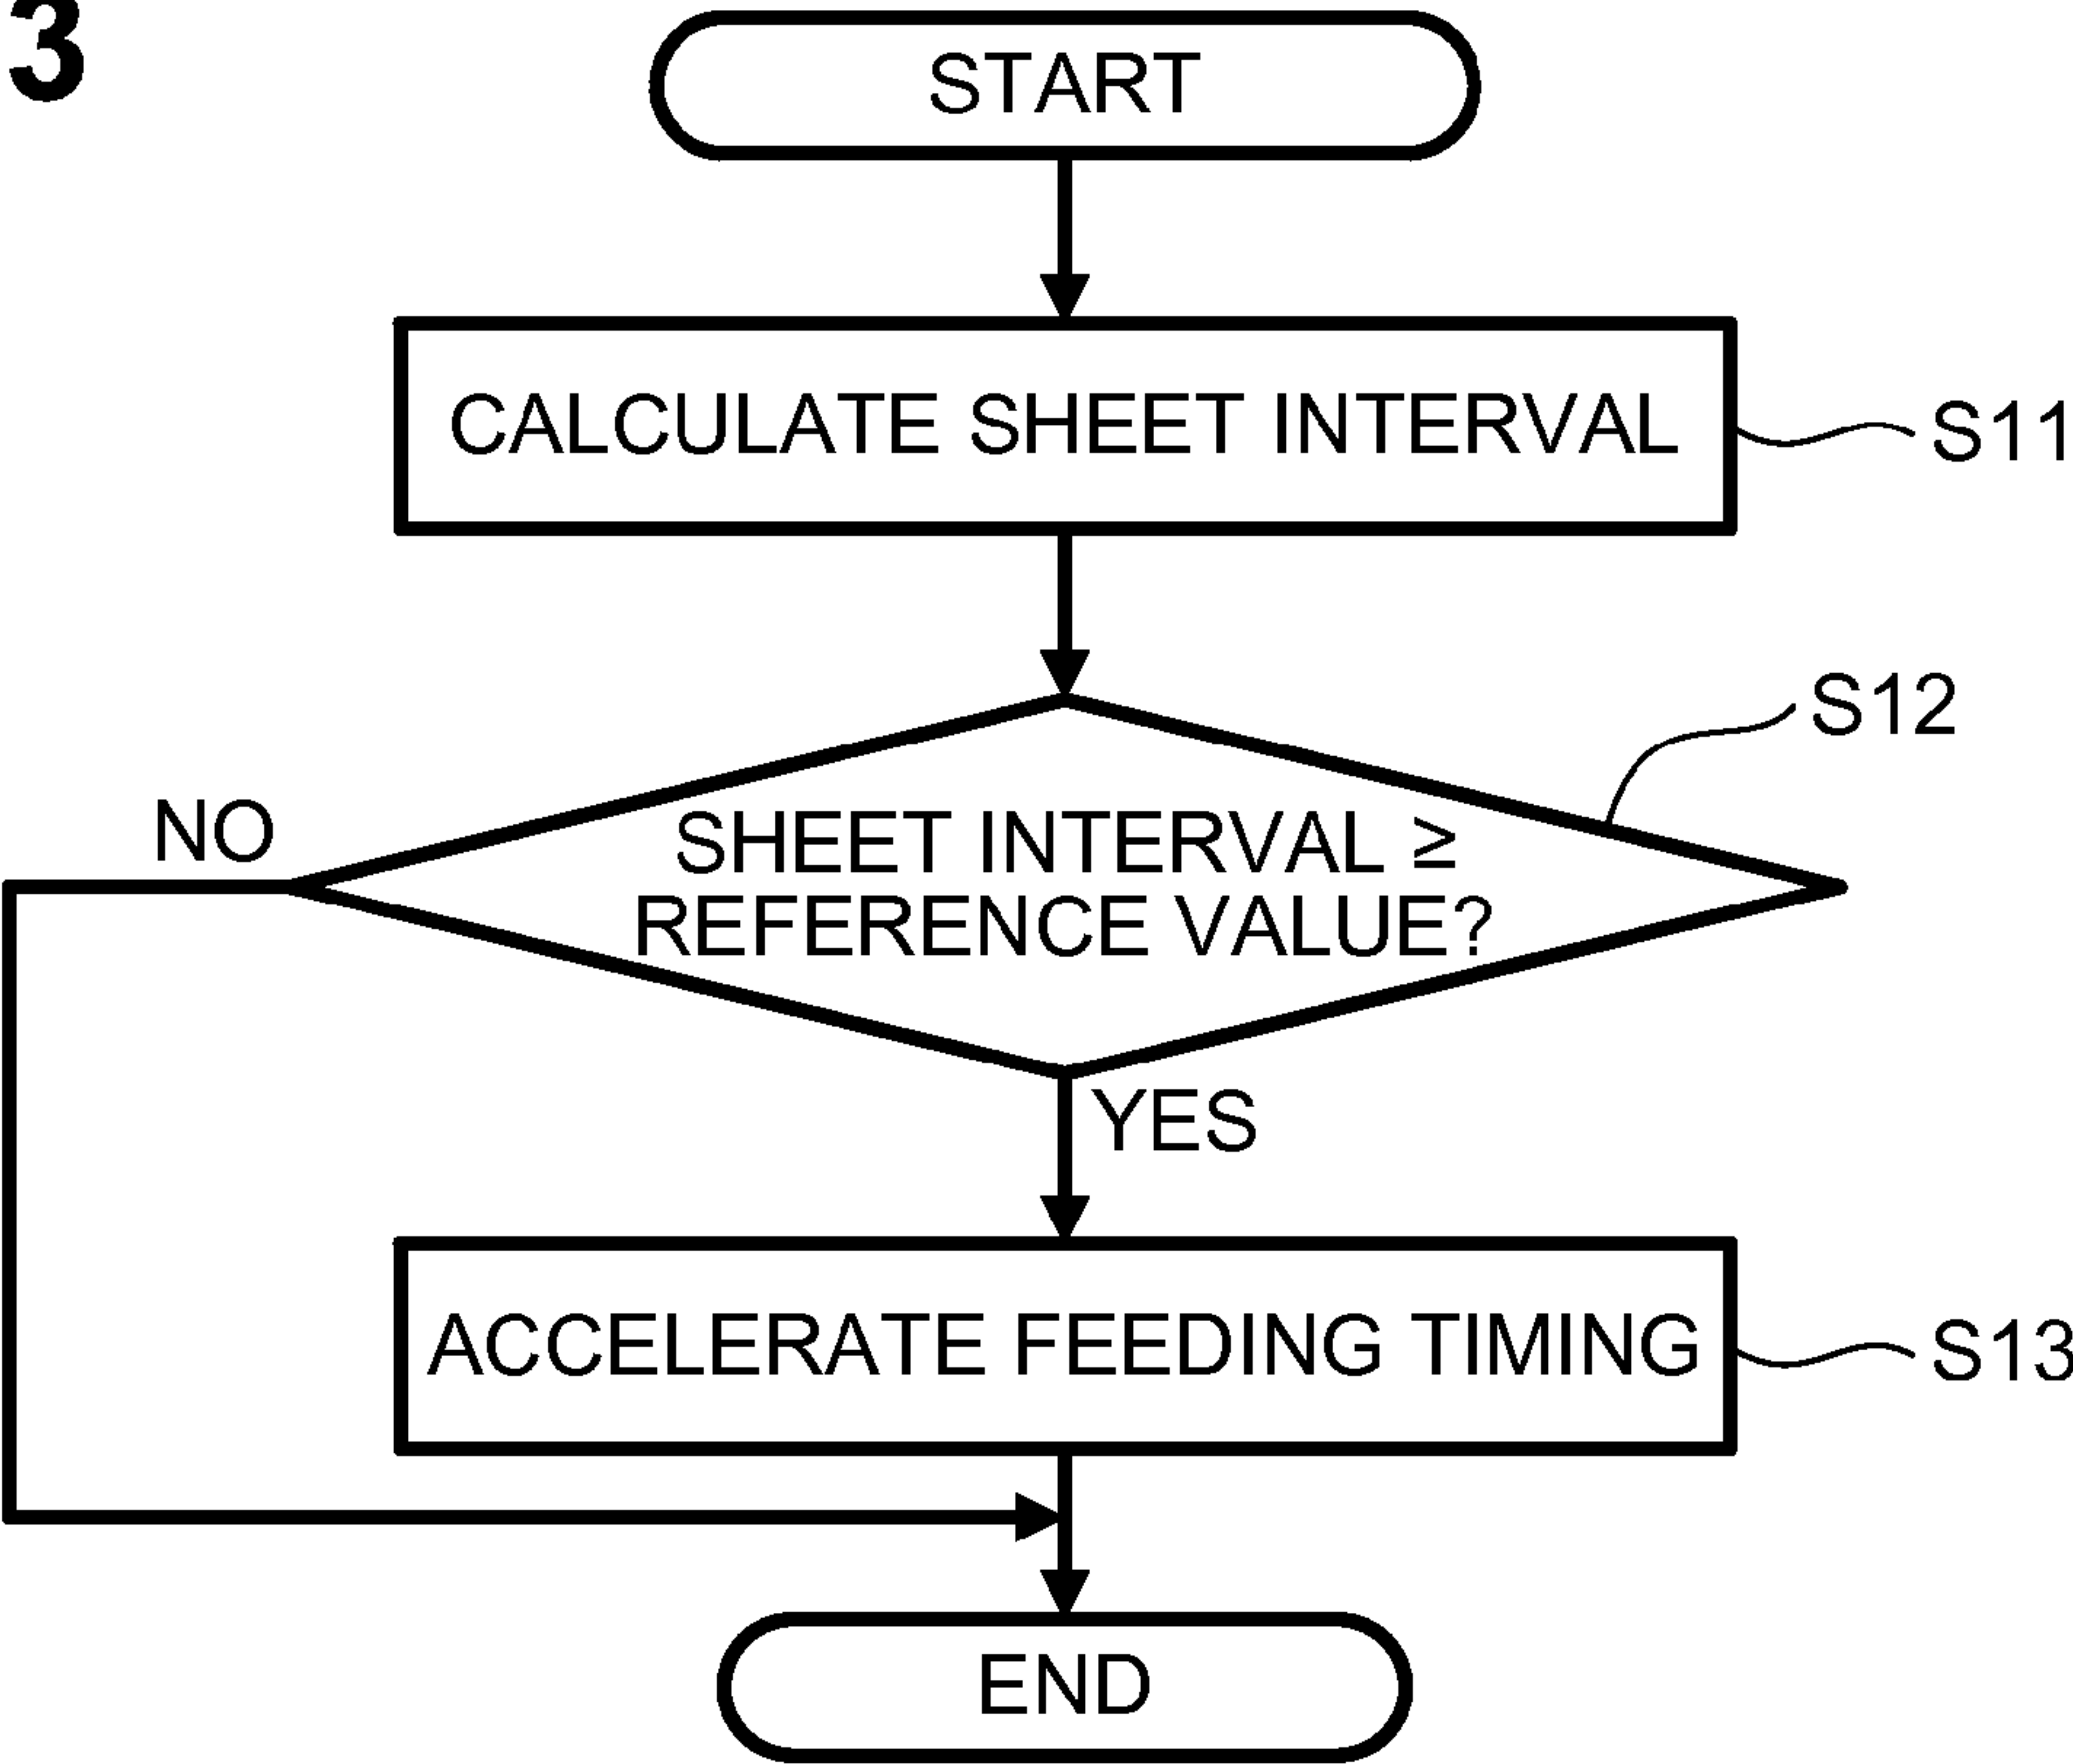 3
START
CALCULATE SHEET INTERVAL
S11
S12
NO
SHEET INTERVAL ≥
REFERENCE VALUE?
YES
ACCELERATE FEEDING TIMING
S13
END